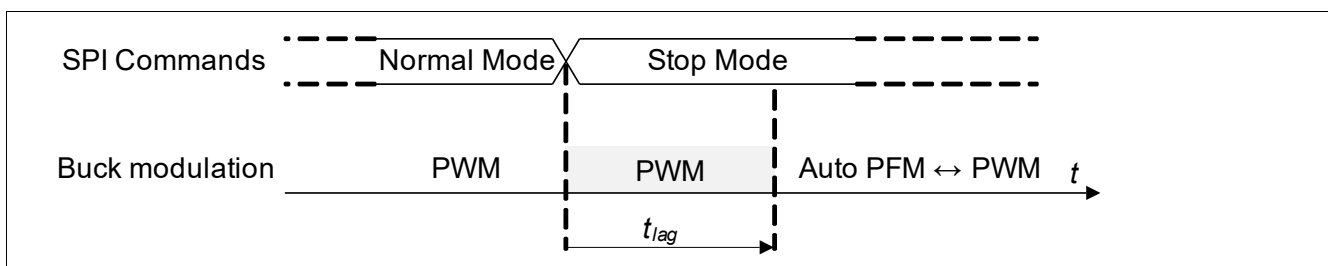 SPI Commands Normal Mode Stop Mode
Buck modulation PWM PWM Auto PFM ↔ PWM t
tlag